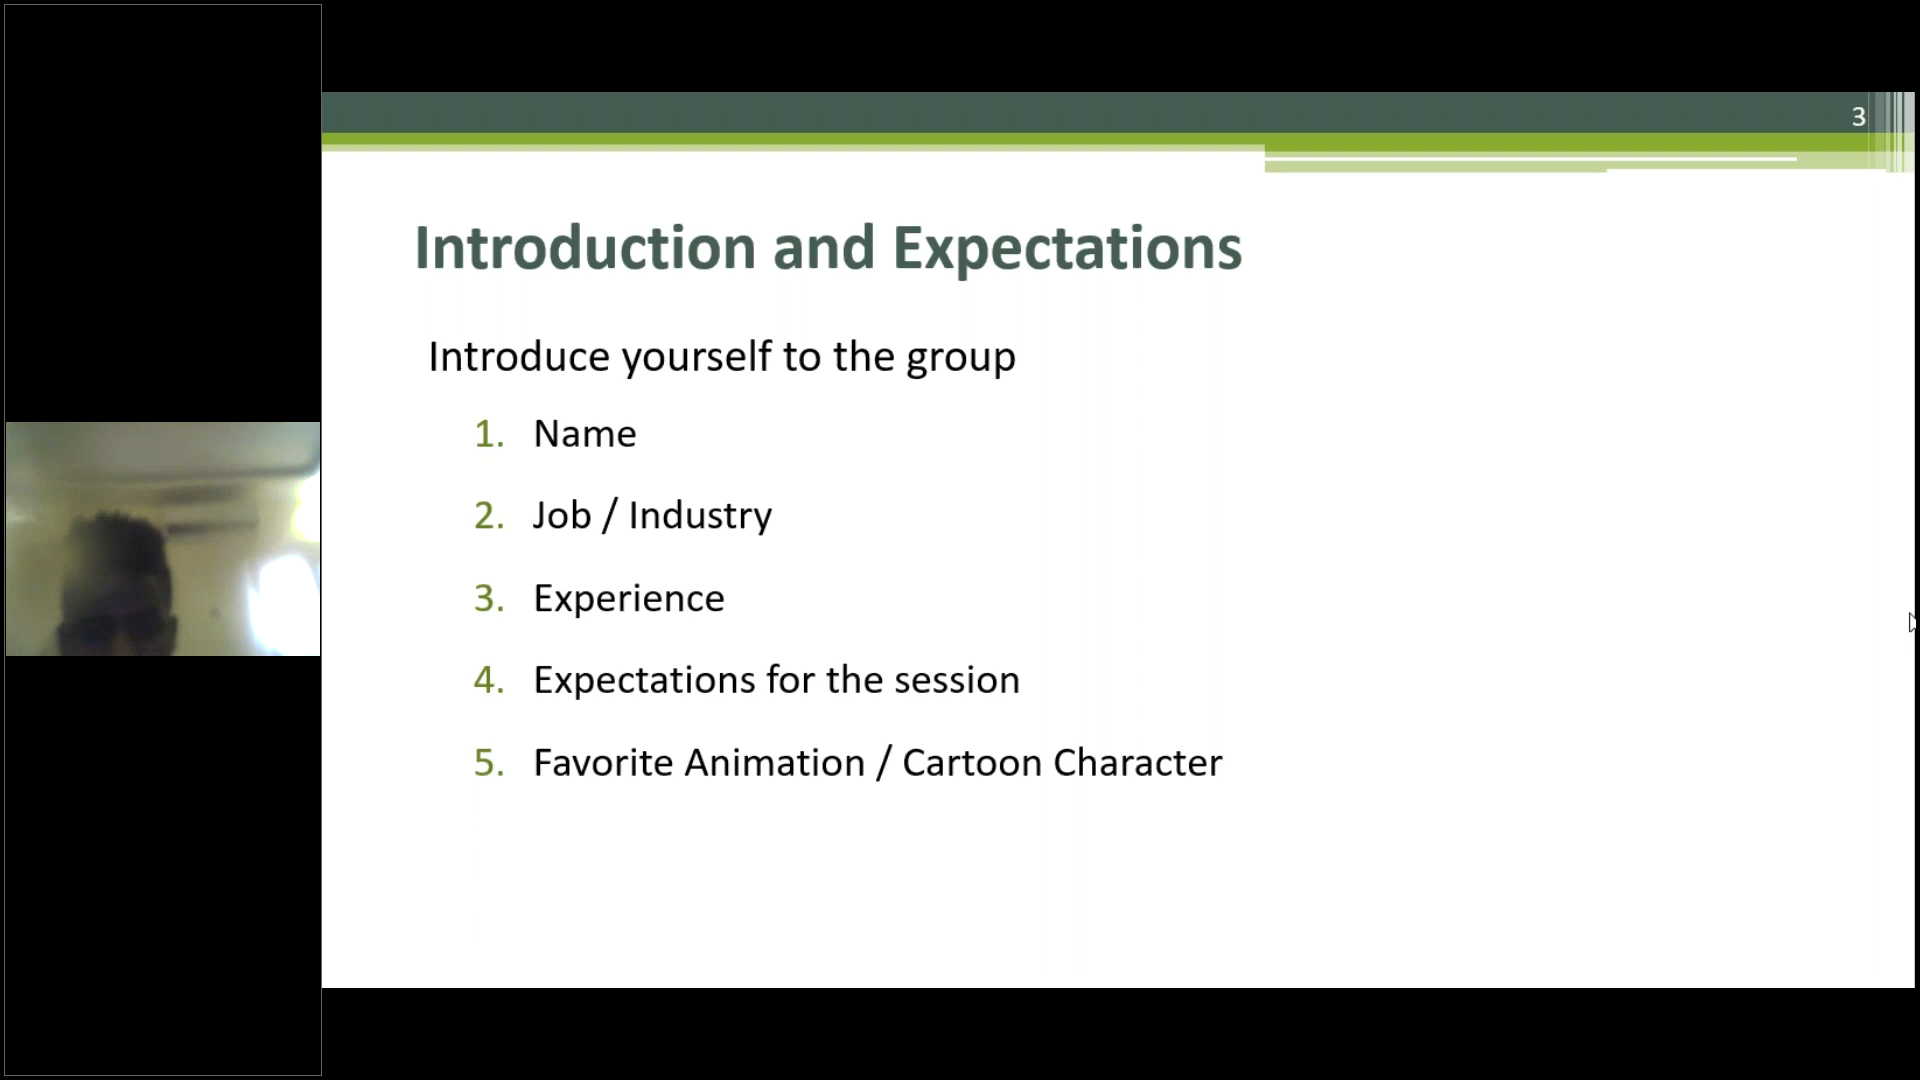 3
Introduction and Expectations
Introduce yourself to the group
1. Name
2. Job / Industry
3. Experience
4. Expectations for the session
5. Favorite Animation / Cartoon Character